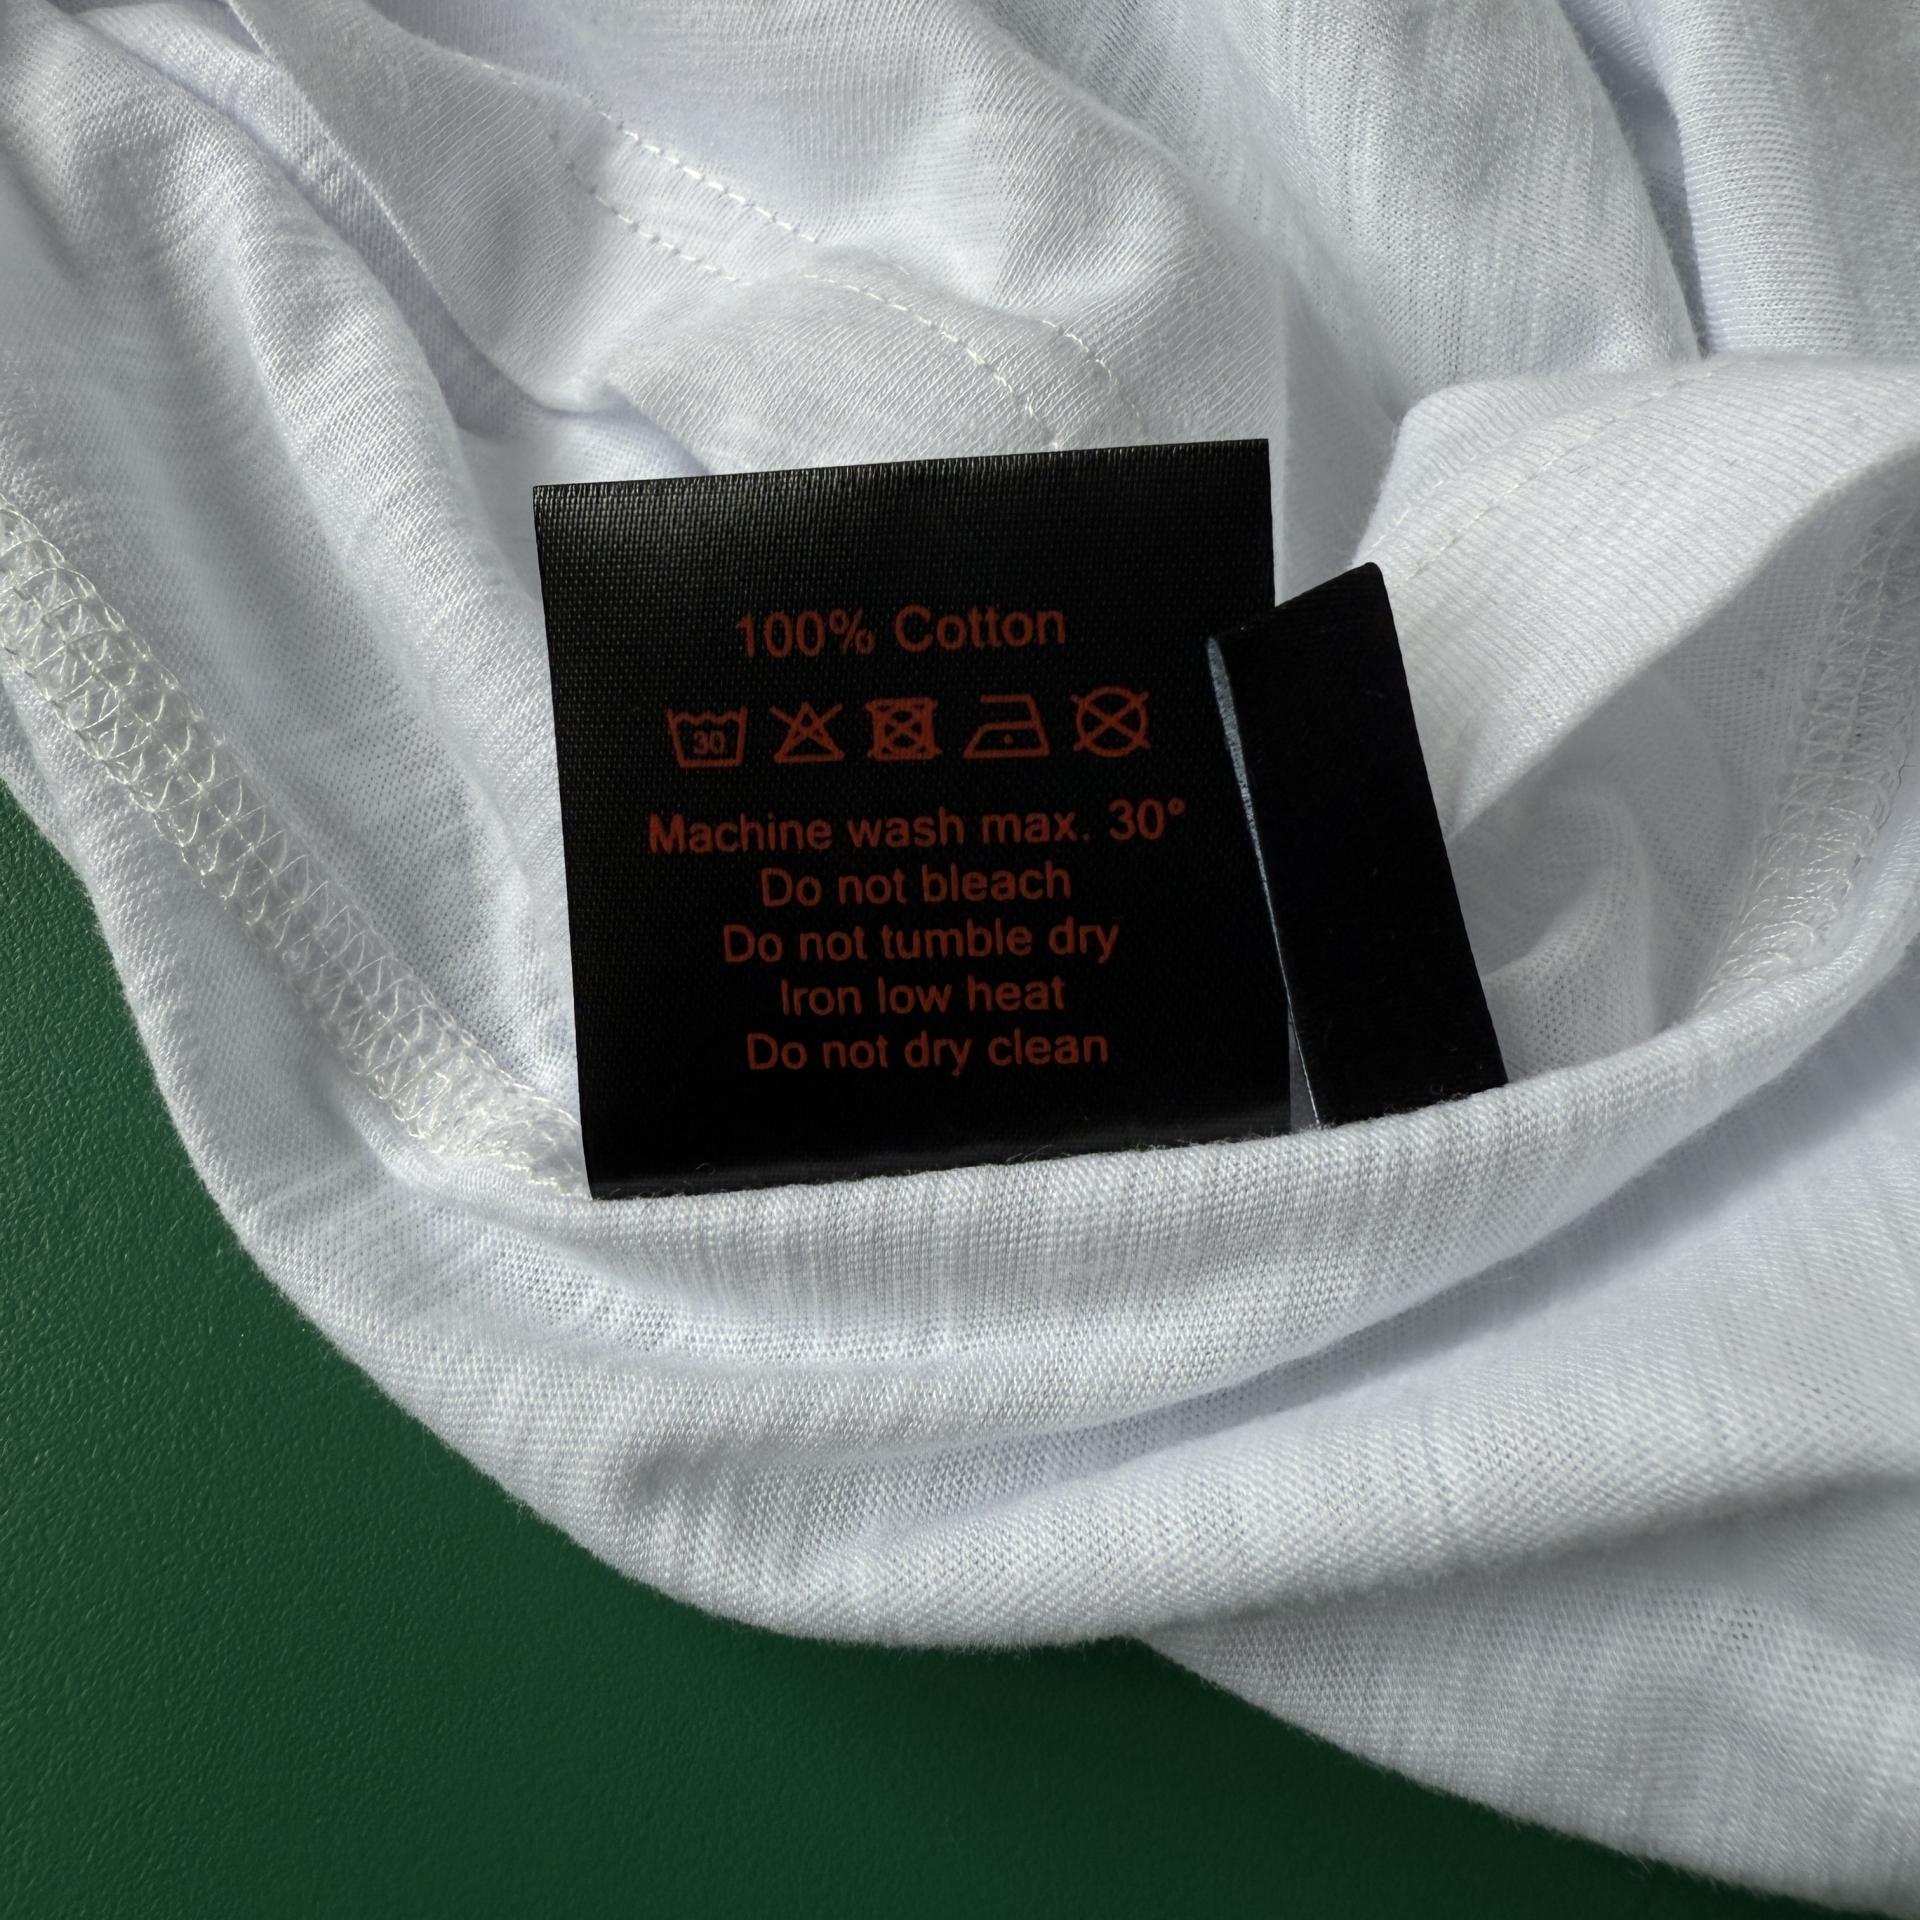 100% Cotton
30
Machine wash max. 30°
Do not bleach
Do not tumble dry
Iron low heat
Do not dry clean